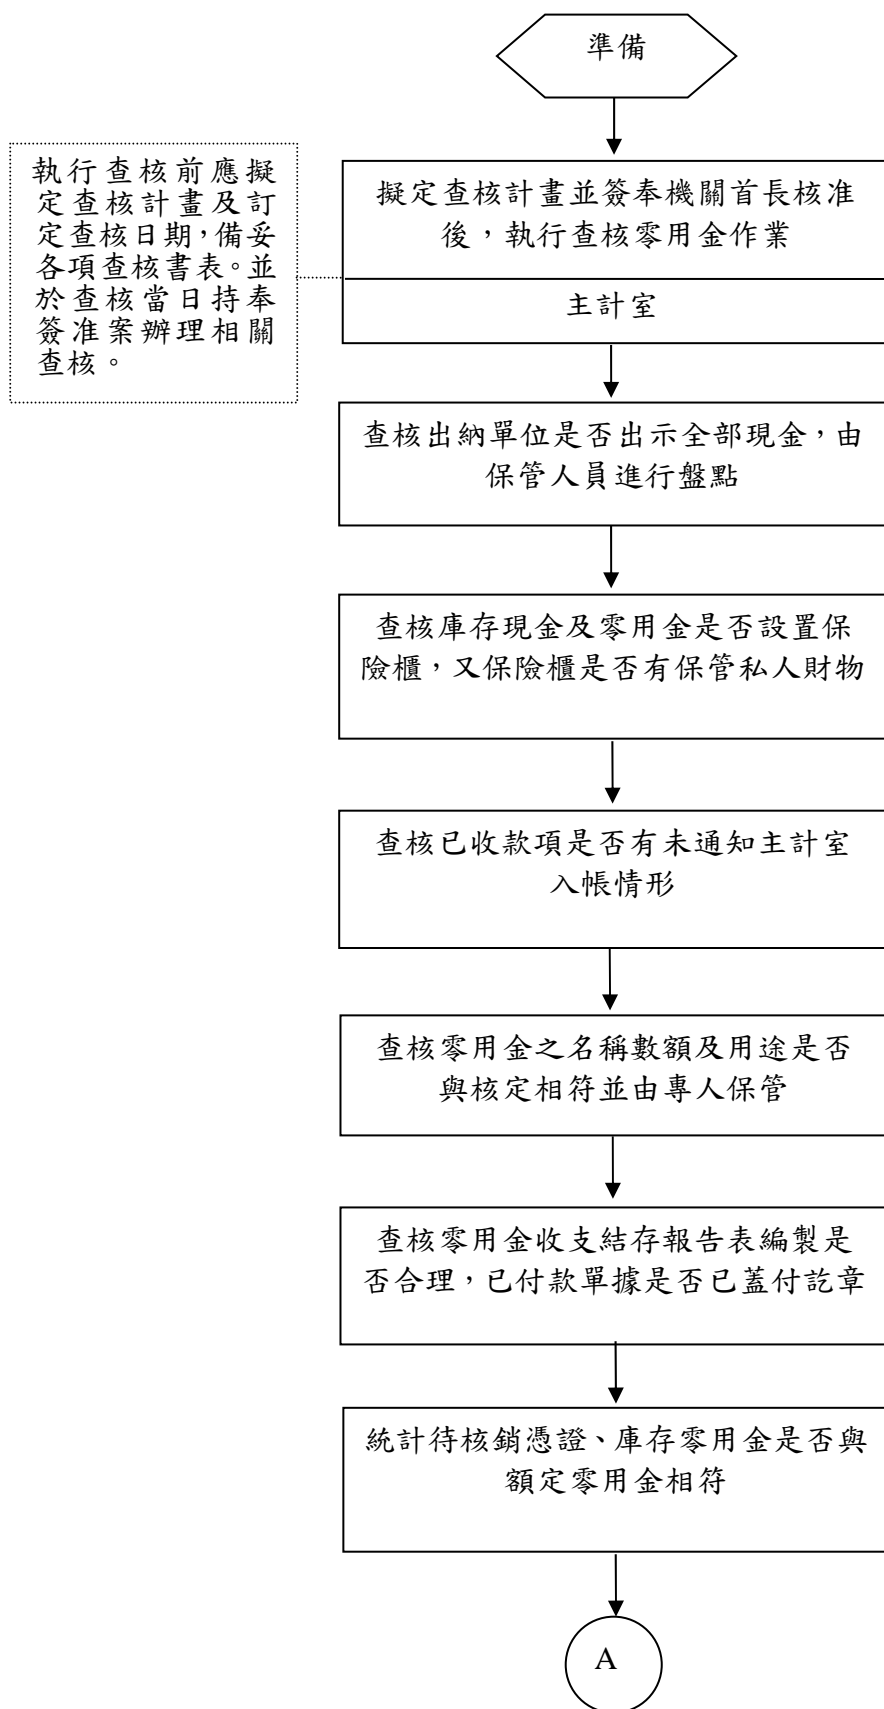 準備
執行查核前應擬
定查核計畫及訂
定查核日期，備妥
各項查核書表。並
於查核當日持奉
簽准案辦理相關
查核。
擬定查核計畫並簽奉機關首長核准
後，執行查核零用金作業
主計室
查核出納單位是否出示全部現金，由
保管人員進行盤點
查核庫存現金及零用金是否設置保
險櫃，又保險櫃是否有保管私人財物
查核已收款項是否有未通知主計室
入帳情形
查核零用金之名稱數額及用途是否
與核定相符並由專人保管
查核零用金收支結存報告表編製是
否合理，已付款單據是否已蓋付訖章
統計待核銷憑證、庫存零用金是否與
額定零用金相符
A